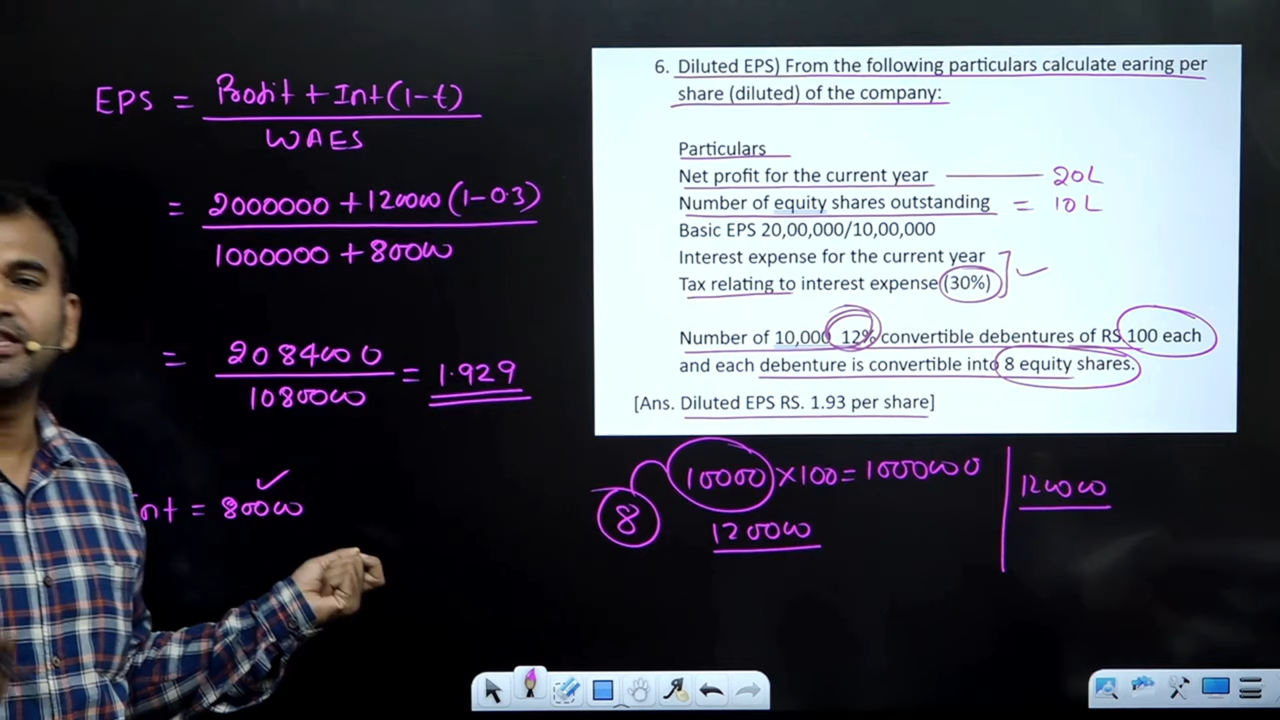 EPS = Profit + Int (1-t)
WAES
= 2000000 + 120000 (1-0.3)
1000000 + 80000
= 2084000 = 1.929
1080000
nt = 80000
6. Diluted EPS) From the following particulars calculate earing per
share (diluted) of the company:
Particulars
Net profit for the current year 20L
Number of equity shares outstanding = 10L
Basic EPS 20,00,000/10,00,000
Interest expense for the current year
Tax relating to interest expense (30%)
Number of 10,000 12% convertible debentures of RS 100 each
and each debenture is convertible into 8 equity shares.
[Ans. Diluted EPS RS. 1.93 per share]
10000 × 100 = 1000000
8
120000
120000